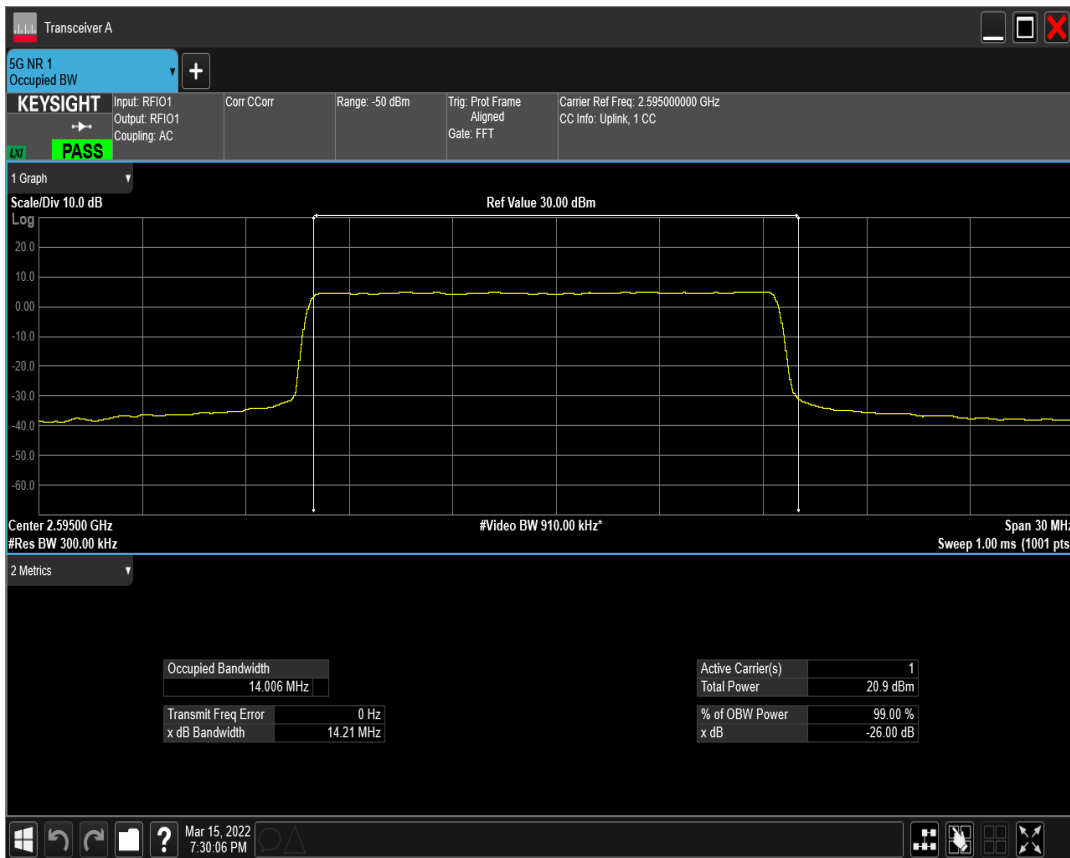 Transceiver A
5G NR 1
Occupied BW
+
KEYSIGHT
LXI
PASS
Input: RFIO1
Output: RFIO1
Coupling: AC
Corr CCorr
Range: -50 dBm
Trig: Prot Frame
Aligned
Gate: FFT
Carrier Ref Freq: 2.595000000 GHz
CC Info: Uplink, 1 CC
1 Graph
Scale/Div 10.0 dB
Ref Value 30.00 dBm
Log
20.0
10.0
0.00
-10.0
-20.0
-30.0
-40.0
-50.0
-60.0
Center 2.59500 GHz
#Video BW 910.00 kHz*
Span 30 MHz
#Res BW 300.00 kHz
Sweep 1.00 ms (1001 pts
2 Metrics
Occupied Bandwidth
14.006 MHz
Active Carrier(s) 1
Total Power 20.9 dBm
Transmit Freq Error 0 Hz
x dB Bandwidth 14.21 MHz
% of OBW Power 99.00 %
x dB -26.00 dB
?
Mar 15, 2022
7:30:06 PM